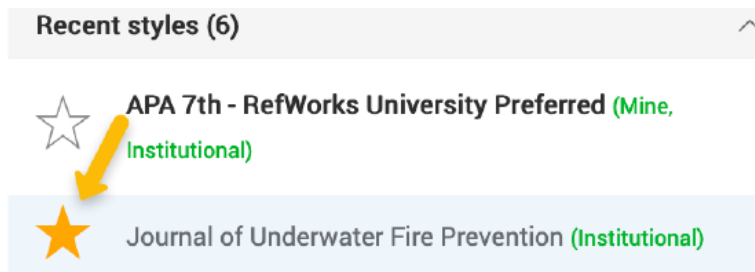 Recent styles (6)
APA 7th - RefWorks University Preferred (Mine,
Institutional)
Journal of Underwater Fire Prevention (Institutional)